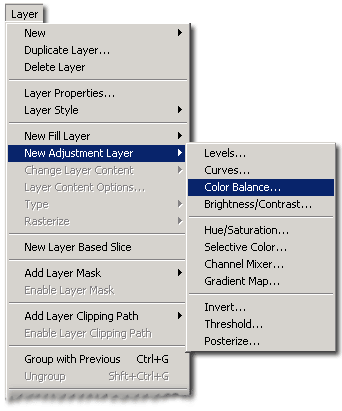 Layer
New
Duplicate Layer...
Delete Layer
Layer Properties...
Layer Style
New Fill Layer
New Adjustment Layer
Change Layer Content
Layer Content Options...
Type
Rasterize
New Layer Based Slice
Add Layer Mask
Enable Layer Mask
Add Layer Clipping Path
Enable Layer Clipping Path
Group with Previous Ctrl+G
Ungroup Shft+Ctrl+G
Levels...
Curves...
Color Balance...
Brightness/Contrast...
Hue/Saturation...
Selective Color...
Channel Mixer...
Gradient Map...
Invert...
Threshold...
Posterize...